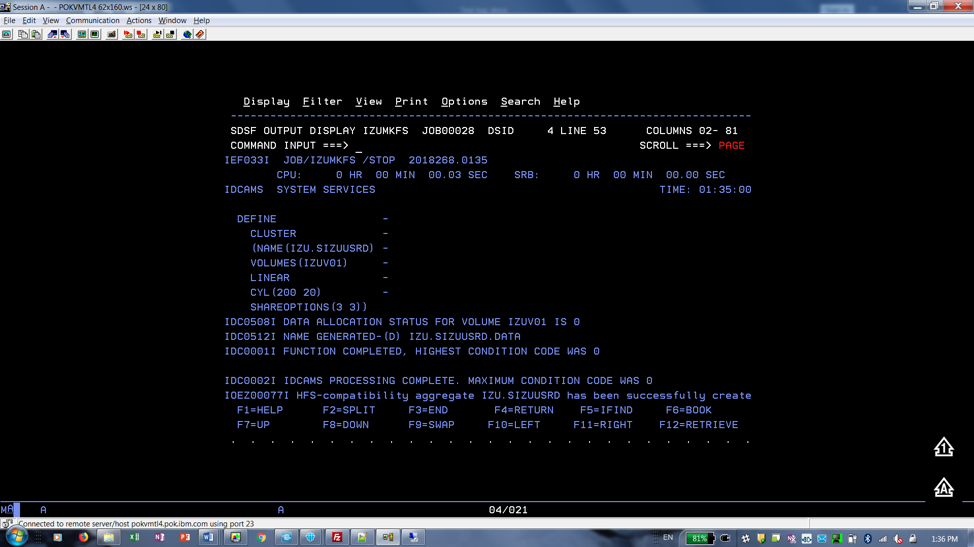 Session A - - POKVMTL4 62x160.ws - [24 x 80]
File Edit View Communication Actions Window Help
Display Filter View Print Options Search Help
-------------------------------------------------------------------------------
SDSF OUTPUT DISPLAY IZUMKFS JOB00028 DSID 4 LINE 53 COLUMNS 02- 81
COMMAND INPUT ===> _ SCROLL ===> PAGE
IEF033I JOB/IZUMKFS /STOP 2018268.0135
CPU: 0 HR 00 MIN 00.03 SEC SRB: 0 HR 00 MIN 00.00 SEC
IDCAMS SYSTEM SERVICES TIME: 01:35:00
DEFINE -
CLUSTER -
(NAME(IZU.SIZUUSRD) -
VOLUMES(IZUV01) -
LINEAR -
CYL(200 20) -
SHAREOPTIONS(3 3))
IDC0508I DATA ALLOCATION STATUS FOR VOLUME IZUV01 IS 0
IDC0512I NAME GENERATED-(D) IZU.SIZUUSRD.DATA
IDC0001I FUNCTION COMPLETED, HIGHEST CONDITION CODE WAS 0
IDC0002I IDCAMS PROCESSING COMPLETE. MAXIMUM CONDITION CODE WAS 0
IOEZ00077I HFS-compatibility aggregate IZU.SIZUUSRD has been successfully create
F1=HELP F2=SPLIT F3=END F4=RETURN F5=IFIND F6=BOOK
F7=UP F8=DOWN F9=SWAP F10=LEFT F11=RIGHT F12=RETRIEVE
1
A
MA A A 04/021
Connected to remote server/host pokvmtl4.pok.ibm.com using port 23
EN 81% 1:36 PM